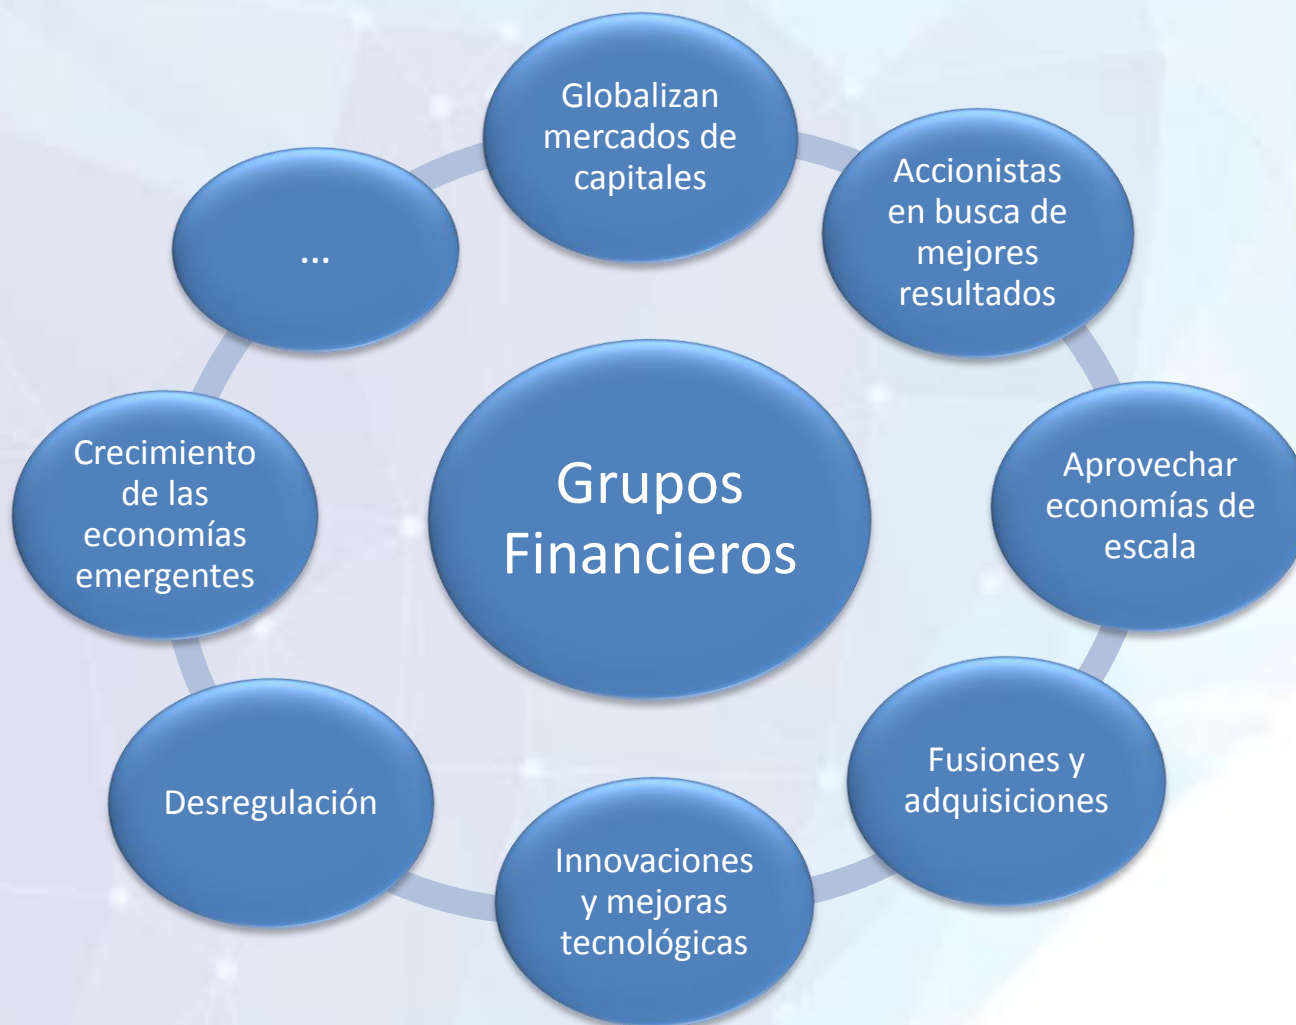 Globalizan
mercados de
capitales
Accionistas
en busca de
mejores
resultados
Aprovechar
economías de
escala
Fusiones y
adquisiciones
Innovaciones
y mejoras
tecnológicas
Desregulación
Crecimiento
de las
economías
emergentes
...
Grupos
Financieros